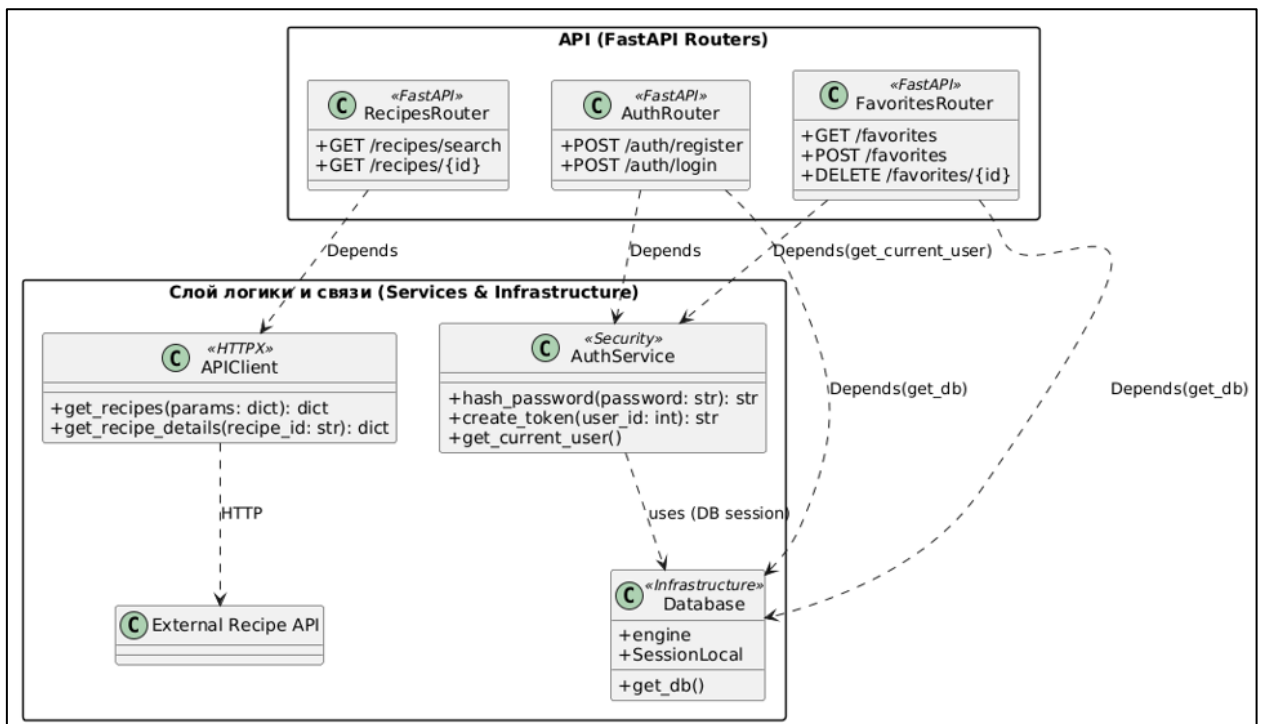 API (FastAPI Routers)
C «FastAPI»
RecipesRouter
+GET /recipes/search
+GET /recipes/{id}
C «FastAPI»
AuthRouter
+POST /auth/register
+POST /auth/login
C «FastAPI»
FavoritesRouter
+GET /favorites
+POST /favorites
+DELETE /favorites/{id}
Depends
Depends
Depends(get_current_user)
Слой логики и связи (Services & Infrastructure)
C «HTTPX»
APIClient
+get_recipes(params: dict): dict
+get_recipe_details(recipe_id: str): dict
C «Security»
AuthService
+hash_password(password: str): str
+create_token(user_id: int): str
+get_current_user()
Depends(get_db)
Depends(get_db)
HTTP
uses (DB session)
C External Recipe API
C «Infrastructure»
Database
+engine
+SessionLocal
+get_db()